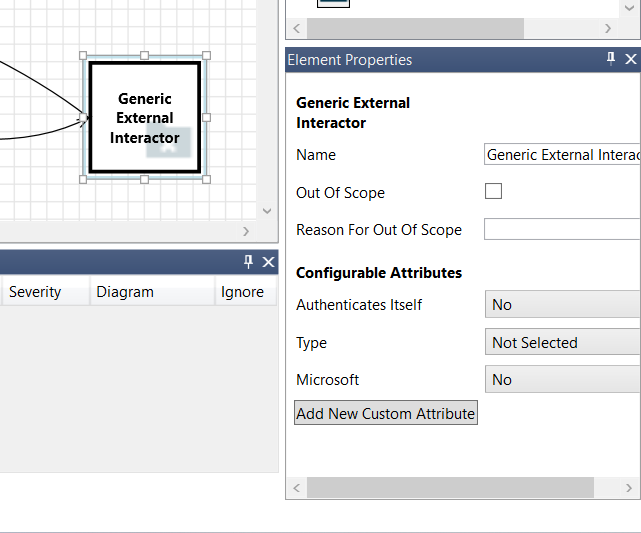 Generic
External
Interactor
Severity
Diagram
Ignore
Element Properties
Generic External
Interactor
Name
Generic External Interac
Out Of Scope
Reason For Out Of Scope
Configurable Attributes
Authenticates Itself
No
Type
Not Selected
Microsoft
No
Add New Custom Attribute